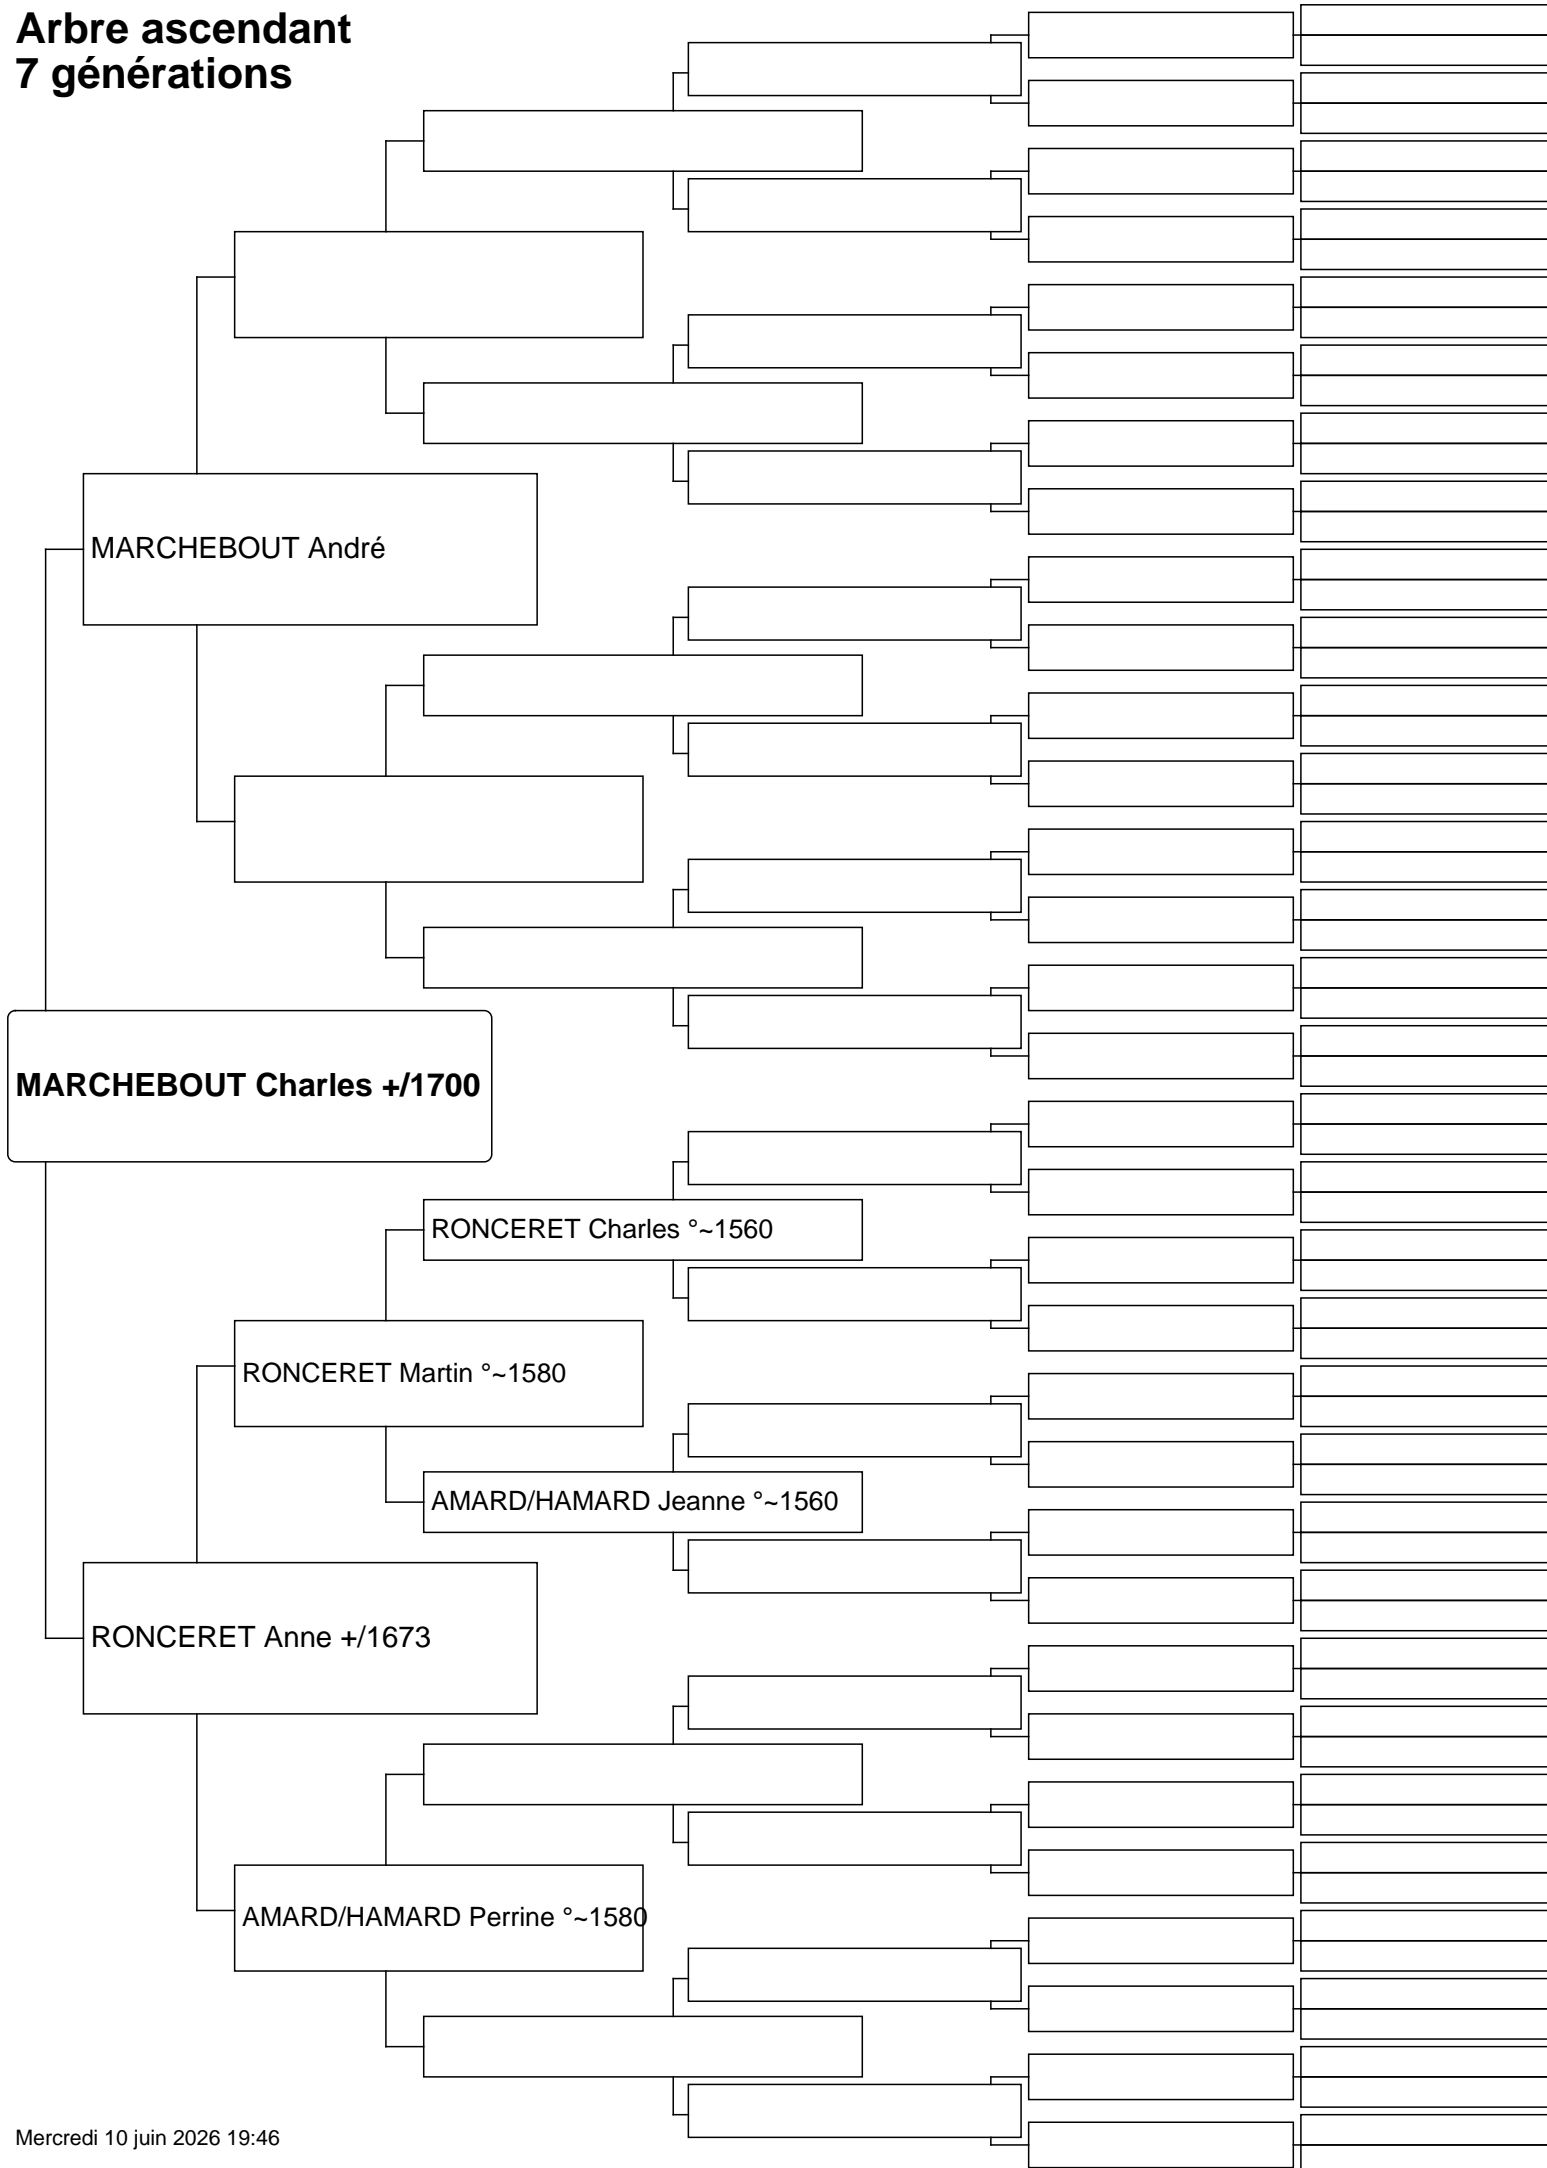 Arbre ascendant
7 générations
MARCHEBOUT André
MARCHEBOUT Charles +/1700
RONCERET Charles °~1560
RONCERET Martin °~1580
AMARD/HAMARD Jeanne °~1560
RONCERET Anne +/1673
AMARD/HAMARD Perrine °~1580
Mercredi 10 juin 2026 19:46